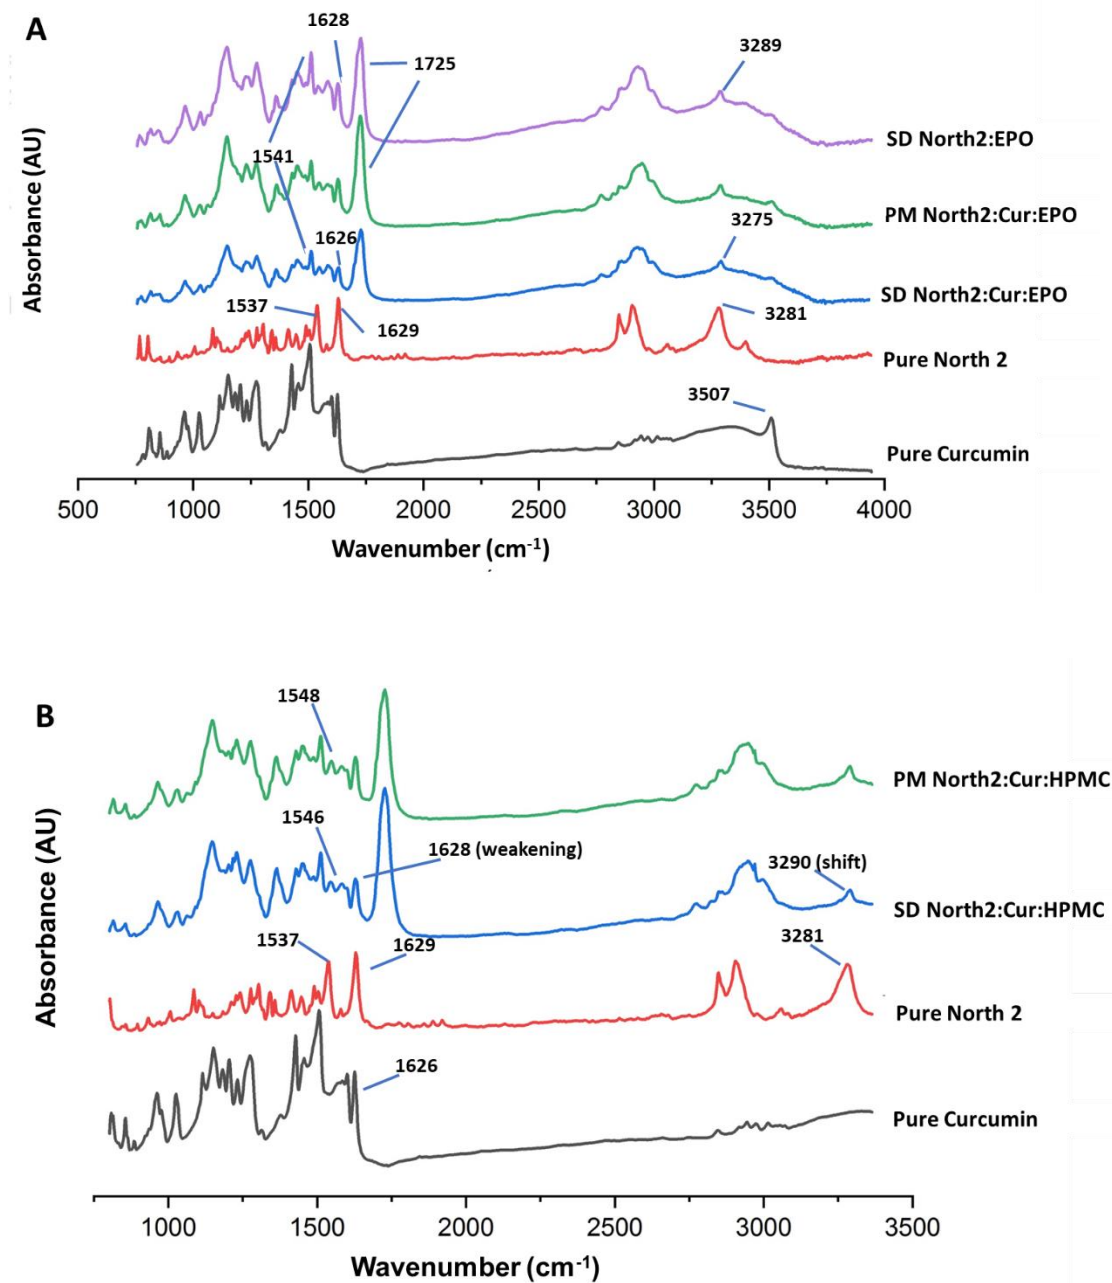 A
1628
1725
3289
SD North2:EPO
1541
PM North2:Cur:EPO
1626
3275
SD North2:Cur:EPO
1537
1629
3281
Pure North 2
3507
Pure Curcumin
Absorbance (AU)
500 1000 1500 2000 2500 3000 3500 4000
Wavenumber (cm-1)
B
1548
PM North2:Cur:HPMC
1546
1628 (weakening)
3290 (shift)
SD North2:Cur:HPMC
1537
1629
3281
Pure North 2
1626
Pure Curcumin
Absorbance (AU)
1000 1500 2000 2500 3000 3500
Wavenumber (cm-1)